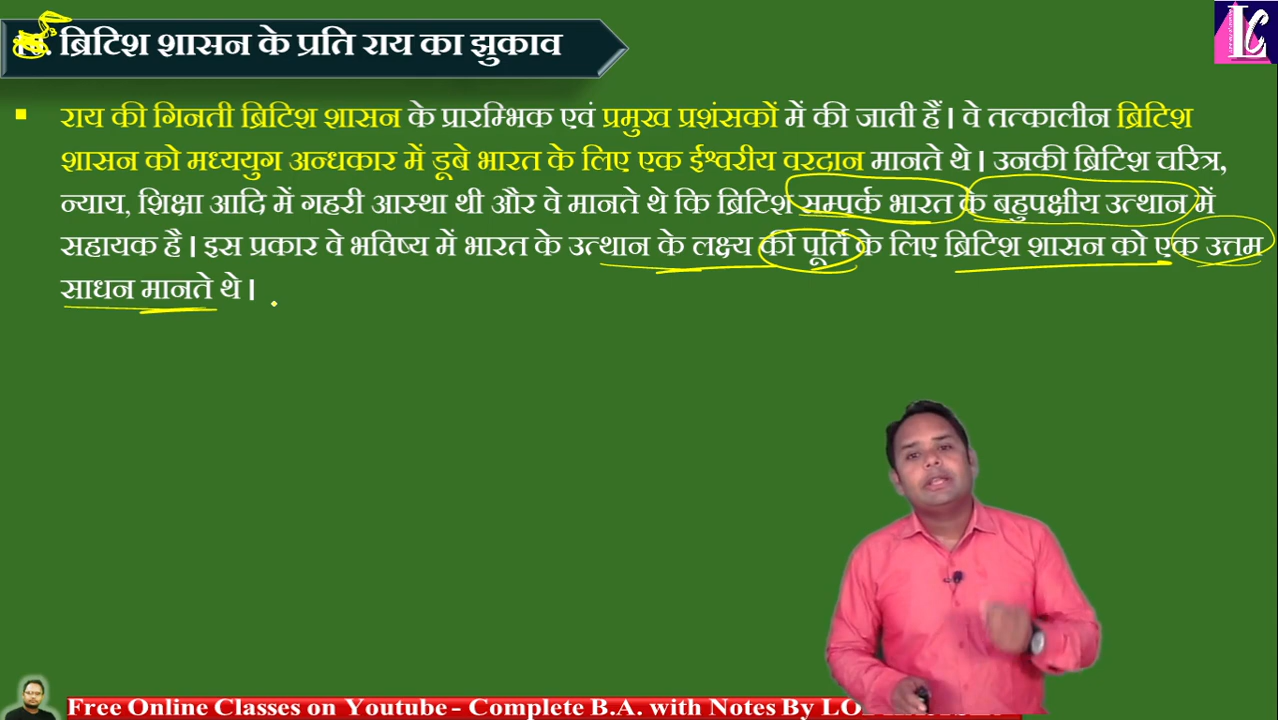 ब्रिटिश शासन के प्रति राय का झुकाव
राय की गिनती ब्रिटिश शासन के प्रारम्भिक एवं प्रमुख प्रशंसकों में की जाती हैं। वे तत्कालीन ब्रिटिश
शासन को मध्ययुग अन्धकार में डूबे भारत के लिए एक ईश्वरीय वरदान मानते थे। उनकी ब्रिटिश चरित्र,
न्याय, शिक्षा आदि में गहरी आस्था थी और वे मानते थे कि ब्रिटिश सम्पर्क भारत के बहुपक्षीय उत्थान में
सहायक है। इस प्रकार वे भविष्य में भारत के उत्थान के लक्ष्य की पूर्ति के लिए ब्रिटिश शासन को एक उत्तम
साधन मानते थे।
Free Online Classes on Youtube - Complete B.A. with Notes By